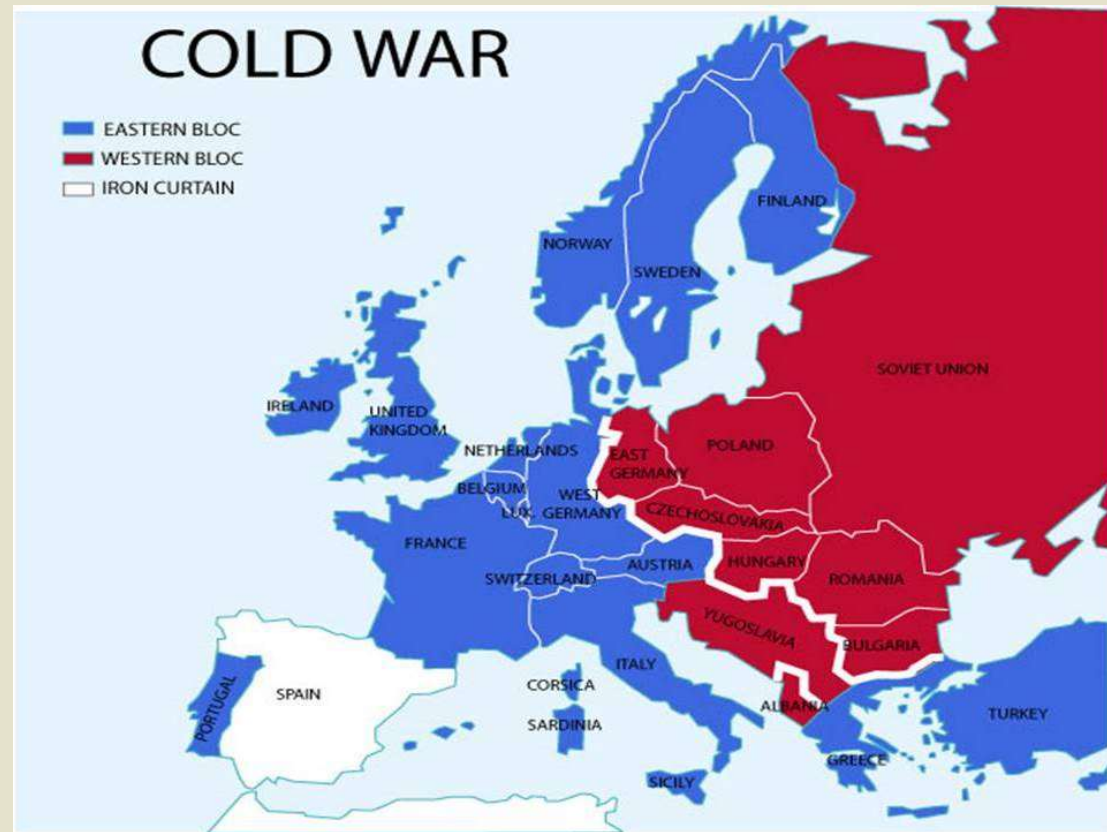 COLD WAR
EASTERN BLOC
WESTERN BLOC
IRON CURTAIN
FINLAND
NORWAY
SWEDEN
SOVIET UNION
IRELAND
UNITED
KINGDOM
NETHERLANDS
EAST
GERMANY
POLAND
BELGIUM
WEST
GERMANY
LUX.
CZECHOSLOVAKIA
FRANCE
AUSTRIA
HUNGARY
SWITZERLAND
ROMANIA
YUGOSLAVIA
BULGARIA
ITALY
CORSICA
SPAIN
PORTUGAL
ALBANIA
SARDINIA
TURKEY
GREECE
SICILY